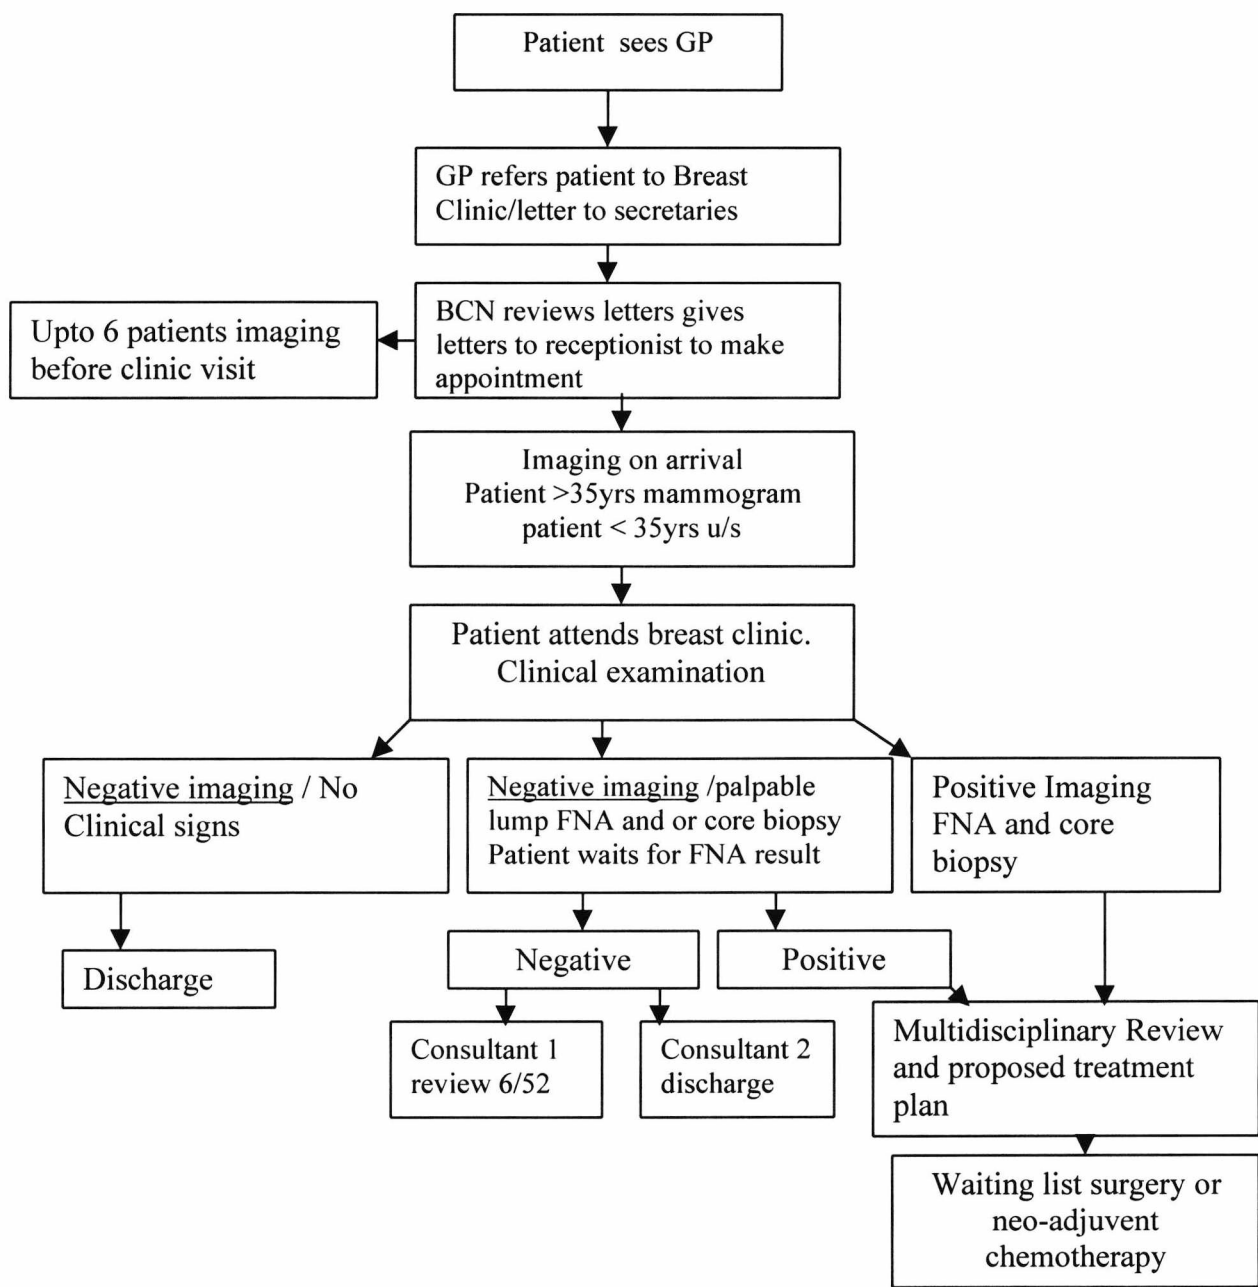 Patient sees GP
GP refers patient to Breast
Clinic/letter to secretaries
BCN reviews letters gives
letters to receptionist to make
appointment
Upto 6 patients imaging
before clinic visit
Imaging on arrival
Patient >35yrs mammogram
patient < 35yrs u/s
Patient attends breast clinic.
Clinical examination
Negative imaging / No
Clinical signs
Negative imaging /palpable
lump FNA and or core biopsy
Patient waits for FNA result
Positive Imaging
FNA and core
biopsy
Discharge
Negative
Positive
Consultant 1
review 6/52
Consultant 2
discharge
Multidisciplinary Review
and proposed treatment
plan
Waiting list surgery or
neo-adjuvent
chemotherapy